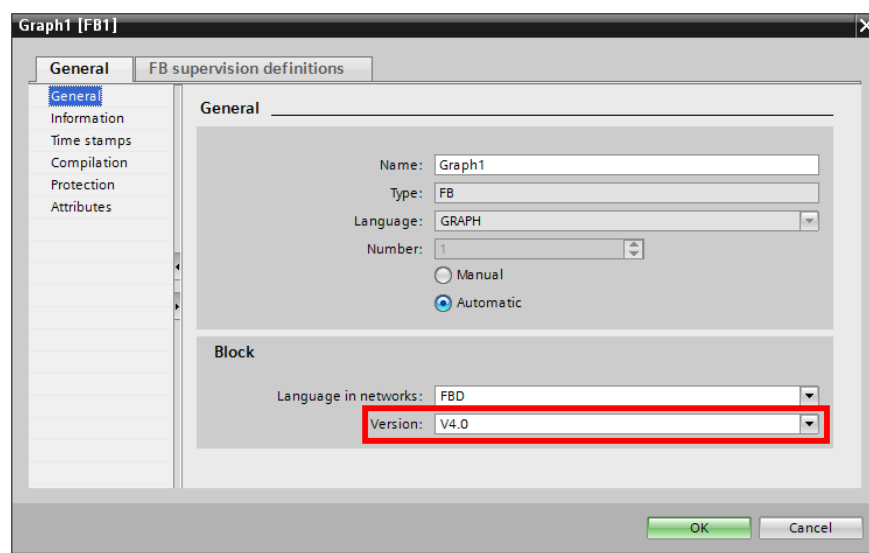 Graph1 [FB1]
General
FB supervision definitions
General
Information
Time stamps
Compilation
Protection
Attributes
General
Name: Graph1
Type: FB
Language: GRAPH
Number: 1
Manual
Automatic
Block
Language in networks: FBD
Version: V4.0
OK
Cancel